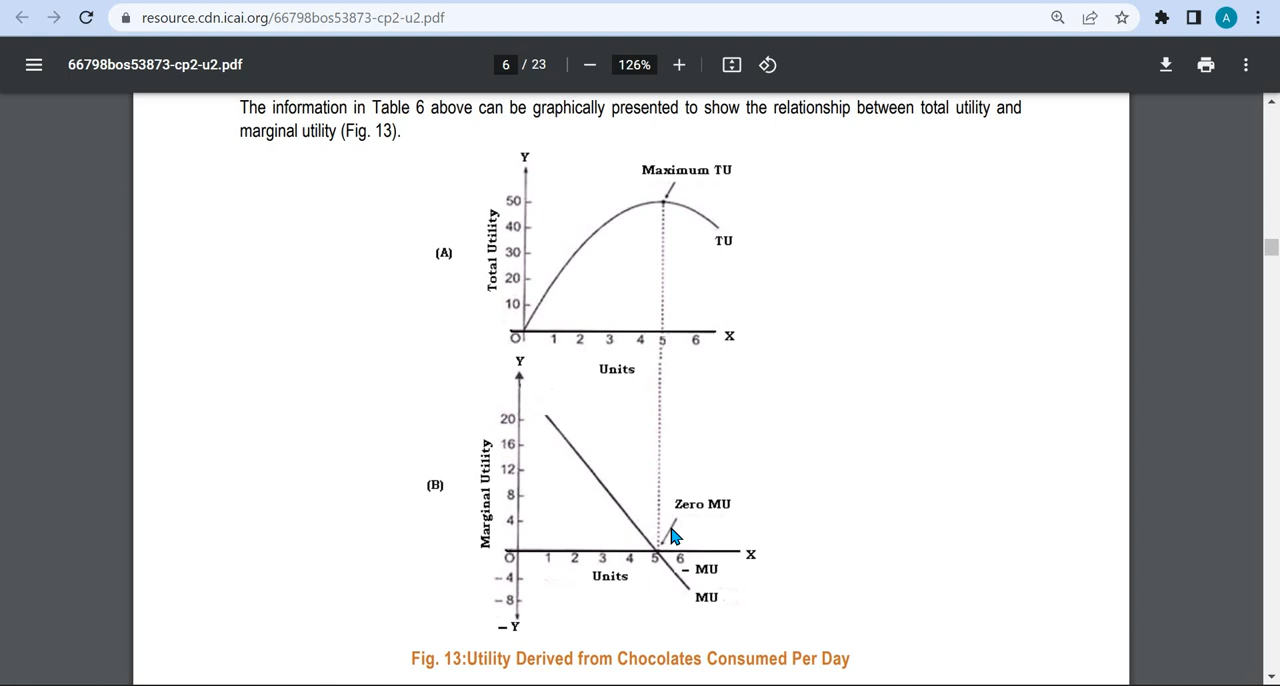 resource.cdn.icai.org/66798bos53873-cp2-u2.pdf
A
66798bos53873-cp2-u2.pdf
6 / 23
126%
The information in Table 6 above can be graphically presented to show the relationship between total utility and
marginal utility (Fig. 13).
Y
Maximum TU
50
40
30
20
10
Total Utility
(A)
TU
O 1 2 3 4 5 6 X
Units
Y
20
16
12
8
4
Marginal Utility
(B)
Zero MU
O 1 2 3 4 5 6 X
Units
– MU
– 4
– 8
MU
– Y
Fig. 13:Utility Derived from Chocolates Consumed Per Day